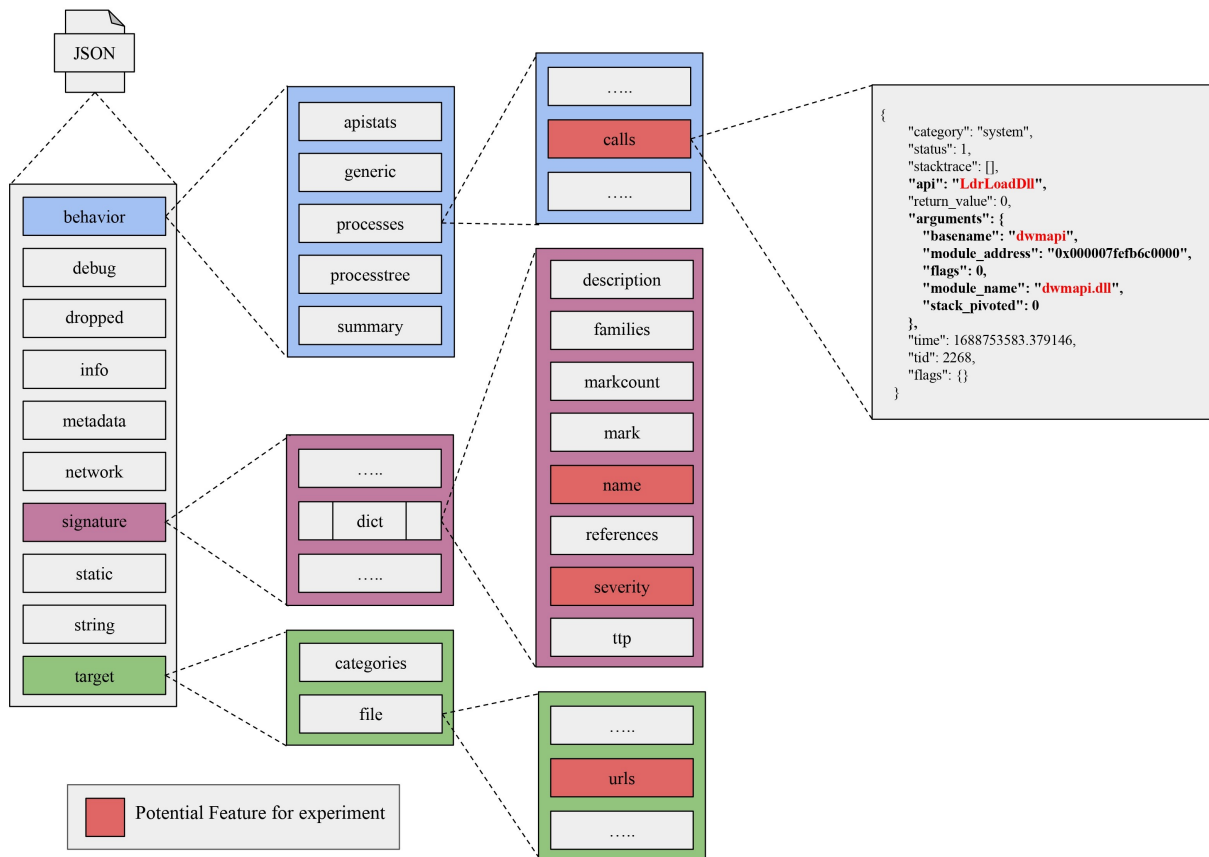 JSON
behavior
debug
dropped
info
metadata
network
signature
static
string
target
apistats
generic
processes
processtree
summary
…..
calls
…..
{
"category": "system",
"status": 1,
"stacktrace": [],
"api": "LdrLoadDll",
"return_value": 0,
"arguments": {
"basename": "dwmapi",
"module_address": "0x000007fefb6c0000",
"flags": 0,
"module_name": "dwmapi.dll",
"stack_pivoted": 0
},
"time": 1688753583.379146,
"tid": 2268,
"flags": {}
}
…..
dict
…..
description
families
markcount
mark
name
references
severity
ttp
categories
file
…..
urls
…..
Potential Feature for experiment